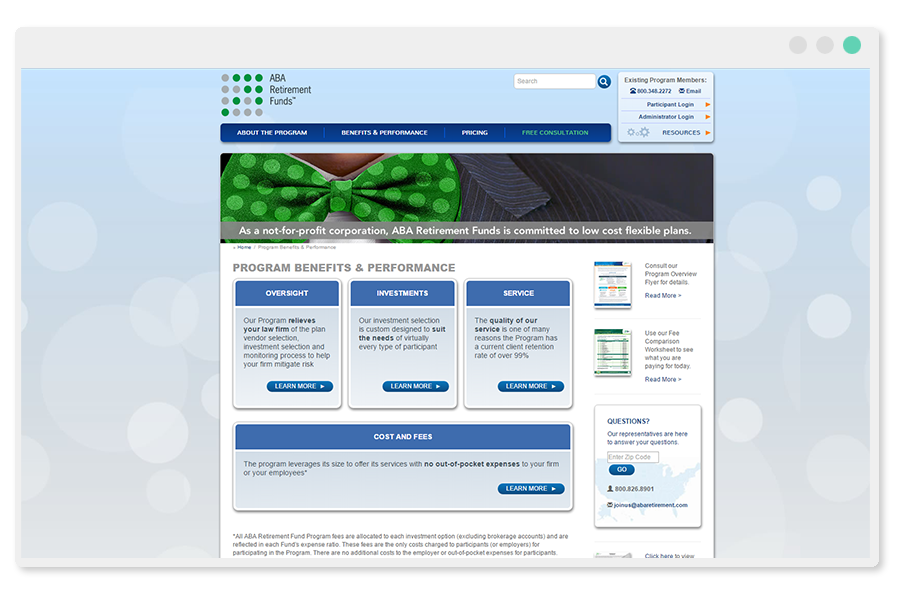 ABA
Retirement
Funds™
Search
Existing Program Members:
800.348.2272 Email
Participant Login
Administrator Login
RESOURCES
ABOUT THE PROGRAM
BENEFITS & PERFORMANCE
PRICING
FREE CONSULTATION
As a not-for-profit corporation, ABA Retirement Funds is committed to low cost flexible plans.
« Home / Program Benefits & Performance
PROGRAM BENEFITS & PERFORMANCE
OVERSIGHT
Our Program relieves
your law firm of the plan
vendor selection,
investment selection and
monitoring process to help
your firm mitigate risk
LEARN MORE ►
INVESTMENTS
Our investment selection
is custom designed to suit
the needs of virtually
every type of participant
LEARN MORE ►
SERVICE
The quality of our
service is one of many
reasons the Program has
a current client retention
rate of over 99%
LEARN MORE ►
COST AND FEES
The program leverages its size to offer its services with no out-of-pocket expenses to your firm
or your employees*
LEARN MORE ►
*All ABA Retirement Fund Program fees are allocated to each investment option (excluding brokerage accounts) and are
reflected in each Fund's expense ratio. These fees are the only costs charged to participants (or employers) for
participating in the Program. There are no additional costs to the employer or out-of-pocket expenses for participants.
Consult our
Program Overview
Flyer for details.
Read More >
Use our Fee
Comparison
Worksheet to see
what you are
paying for today.
Read More >
QUESTIONS?
Our representatives are here
to answer your questions.
Enter Zip Code
GO
800.826.8901
joinus@abaretirement.com
Click here to view